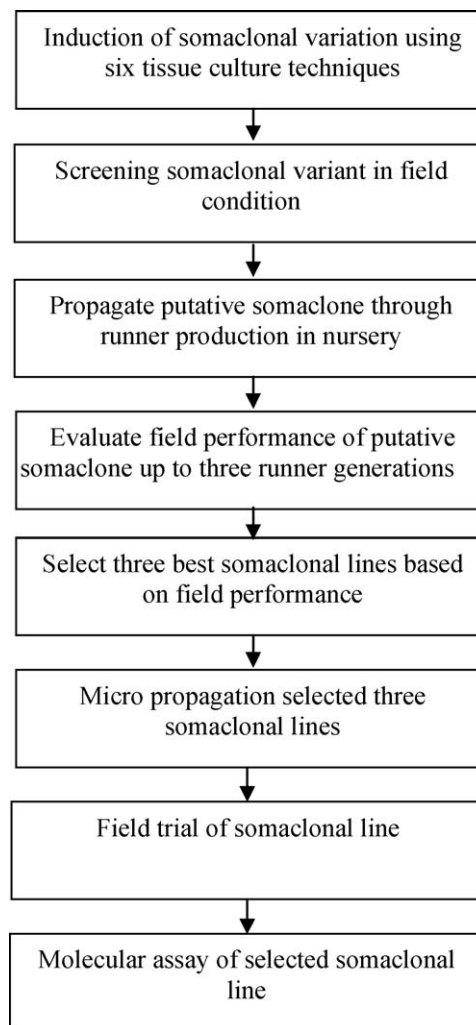 Induction of somaclonal variation using
six tissue culture techniques
Screening somaclonal variant in field
condition
Propagate putative somaclone through
runner production in nursery
Evaluate field performance of putative
somaclone up to three runner generations
Select three best somaclonal lines based
on field performance
Micro propagation selected three
somaclonal lines
Field trial of somaclonal line
Molecular assay of selected somaclonal
line